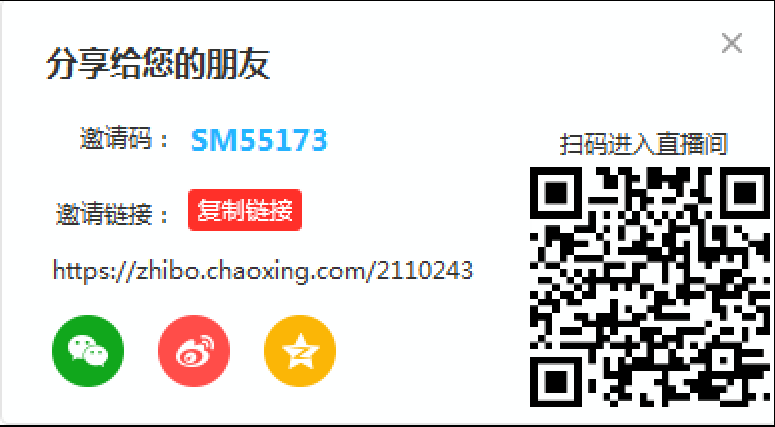 分享给您的朋友
邀请码： SM55173
扫码进入直播间
邀请链接： 复制链接
https://zhibo.chaoxing.com/2110243